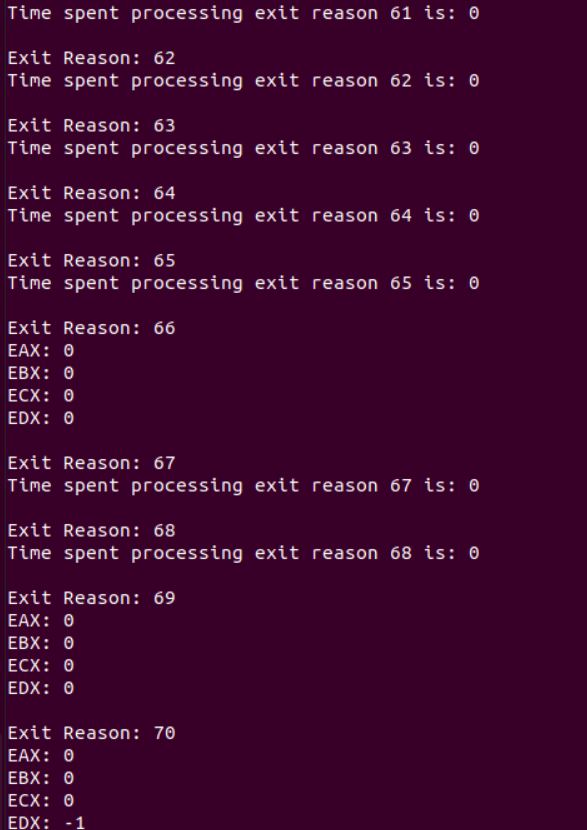 Time spent processing exit reason 61 is: 0
Exit Reason: 62
Time spent processing exit reason 62 is: 0
Exit Reason: 63
Time spent processing exit reason 63 is: 0
Exit Reason: 64
Time spent processing exit reason 64 is: 0
Exit Reason: 65
Time spent processing exit reason 65 is: 0
Exit Reason: 66
EAX: 0
EBX: 0
ECX: 0
EDX: 0
Exit Reason: 67
Time spent processing exit reason 67 is: 0
Exit Reason: 68
Time spent processing exit reason 68 is: 0
Exit Reason: 69
EAX: 0
EBX: 0
ECX: 0
EDX: 0
Exit Reason: 70
EAX: 0
EBX: 0
ECX: 0
EDX: -1